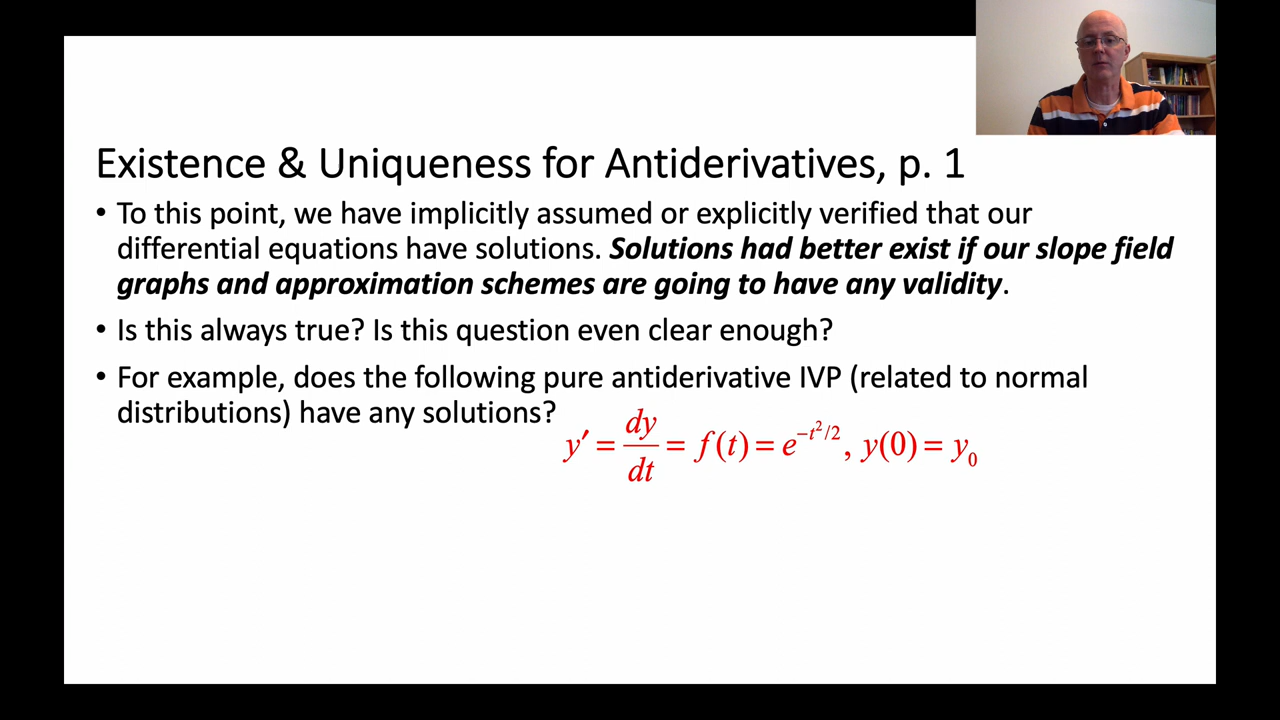 Existence & Uniqueness for Antiderivatives, p. 1
• To this point, we have implicitly assumed or explicitly verified that our
differential equations have solutions. Solutions had better exist if our slope field
graphs and approximation schemes are going to have any validity.
• Is this always true? Is this question even clear enough?
• For example, does the following pure antiderivative IVP (related to normal
distributions) have any solutions?
y′ = dy/dt = f(t) = e^{−t²/2}, y(0) = y₀